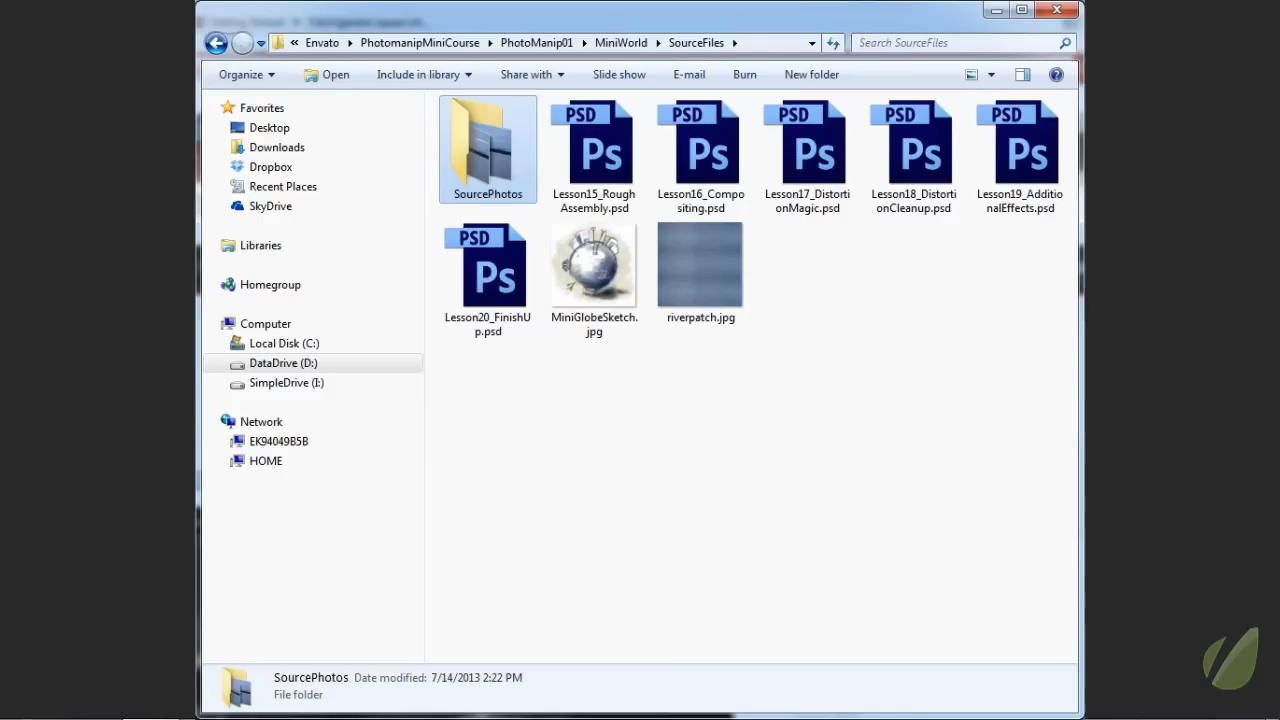 Envato PhotomanipMiniCourse PhotoManip01 MiniWorld SourceFiles
Search SourceFiles
Organize Open Include in library Share with Slide show E-mail Burn New folder
Favorites
Desktop
Downloads
Dropbox
Recent Places
SkyDrive
Libraries
Homegroup
Computer
Local Disk (C:)
DataDrive (D:)
SimpleDrive (I:)
Network
EK94049B5B
HOME
SourcePhotos
PSD
Ps
Lesson15_Rough
Assembly.psd
PSD
Ps
Lesson16_Compo
siting.psd
PSD
Ps
Lesson17_Distorti
onMagic.psd
PSD
Ps
Lesson18_Distorti
onCleanup.psd
PSD
Ps
Lesson19_Additio
nalEffects.psd
PSD
Ps
Lesson20_FinishU
p.psd
MiniGlobeSketch.
jpg
riverpatch.jpg
SourcePhotos Date modified: 7/14/2013 2:22 PM
File folder